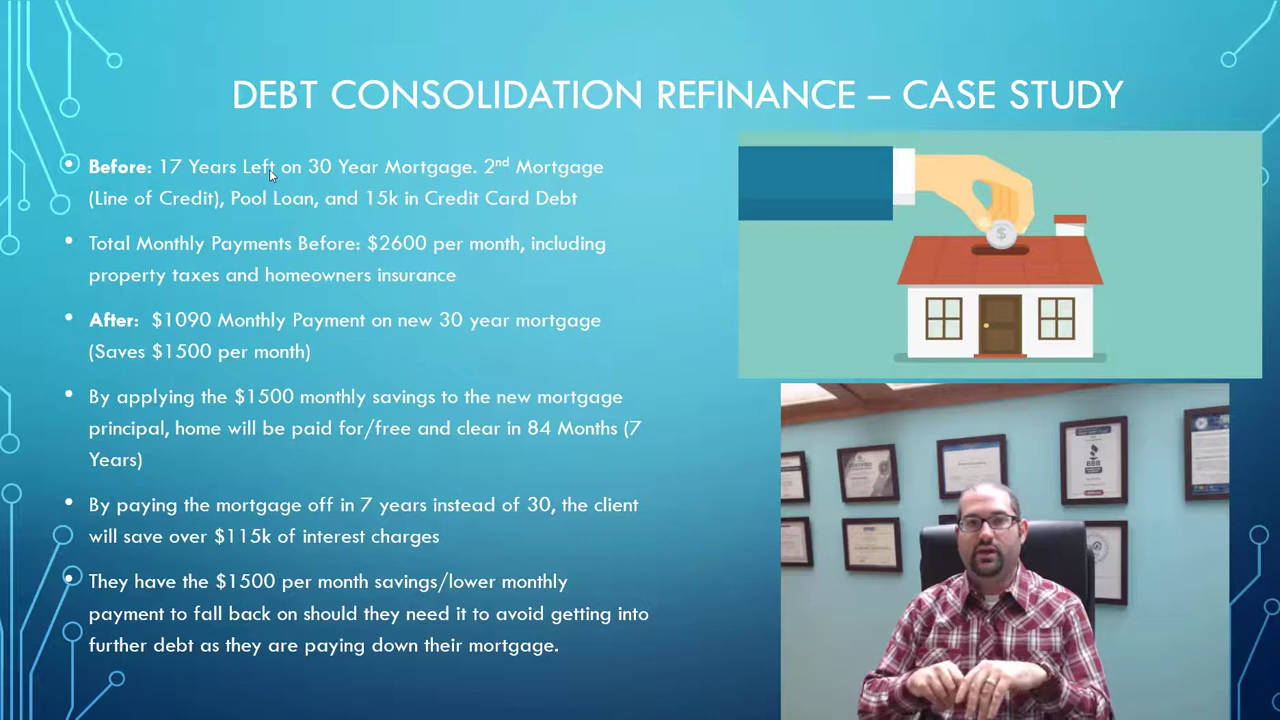 DEBT CONSOLIDATION REFINANCE – CASE STUDY
• Before: 17 Years Left on 30 Year Mortgage. 2nd Mortgage
(Line of Credit), Pool Loan, and 15k in Credit Card Debt
• Total Monthly Payments Before: $2600 per month, including
property taxes and homeowners insurance
• After: $1090 Monthly Payment on new 30 year mortgage
(Saves $1500 per month)
• By applying the $1500 monthly savings to the new mortgage
principal, home will be paid for/free and clear in 84 Months (7
Years)
• By paying the mortgage off in 7 years instead of 30, the client
will save over $115k of interest charges
• They have the $1500 per month savings/lower monthly
payment to fall back on should they need it to avoid getting into
further debt as they are paying down their mortgage.
$
BBB